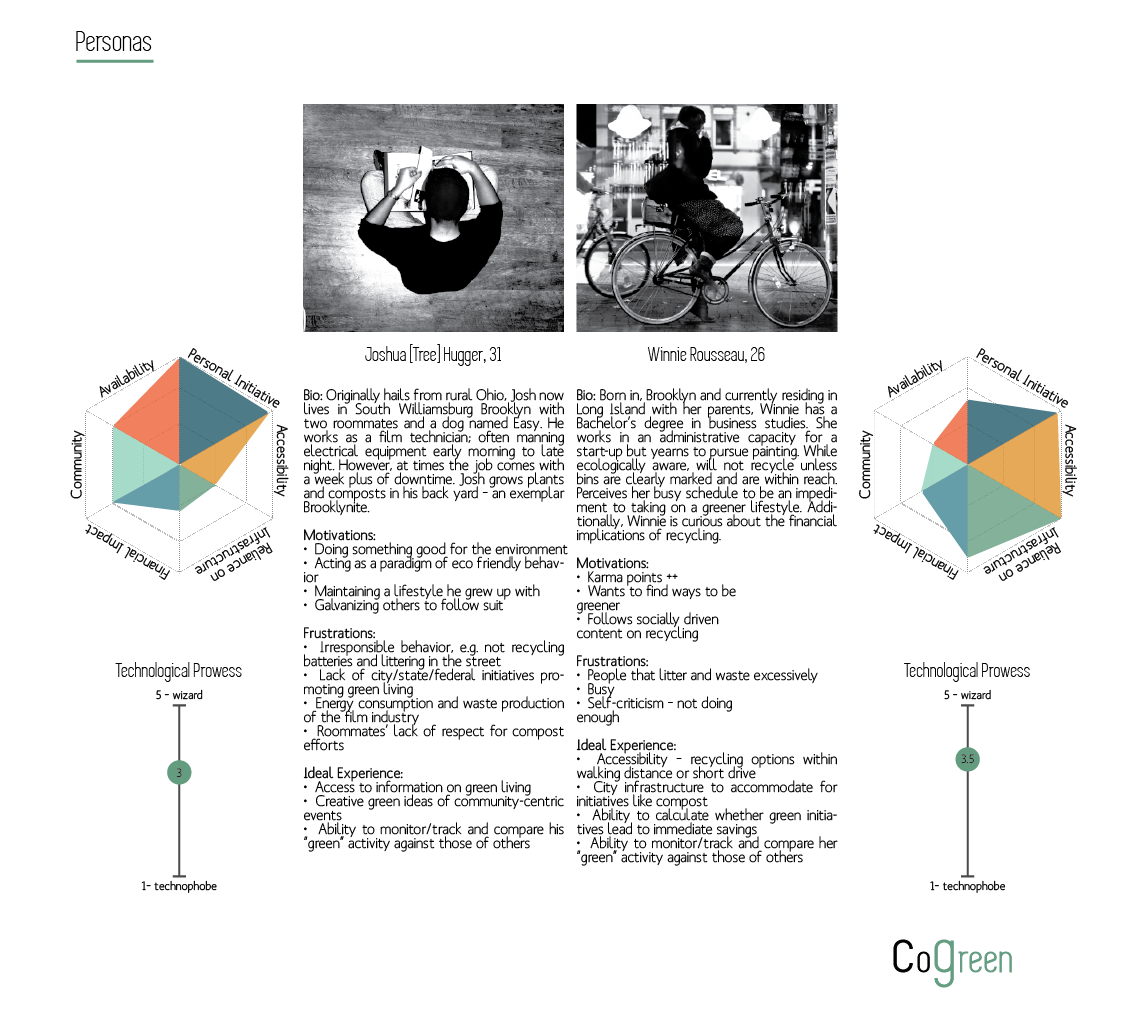 Personas
Joshua [Tree] Hugger, 31
Bio: Originally hails from rural Ohio, Josh now
lives in South Williamsburg Brooklyn with
two roommates and a dog named Easy. He
works as a film technician; often manning
electrical equipment early morning to late
night. However, at times the job comes with
a week plus of downtime. Josh grows plants
and composts in his back yard - an exemplar
Brooklynite.
Motivations:
• Doing something good for the environment
• Acting as a paradigm of eco friendly behav-
ior
• Maintaining a lifestyle he grew up with
• Galvanizing others to follow suit
Frustrations:
• Irresponsible behavior, e.g. not recycling
batteries and littering in the street
• Lack of city/state/federal initiatives pro-
moting green living
• Energy consumption and waste production
of the film industry
• Roommates' lack of respect for compost
efforts
Ideal Experience:
• Access to information on green living
• Creative green ideas of community-centric
events
• Ability to monitor/track and compare his
"green" activity against those of others
Winnie Rousseau, 26
Bio: Born in, Brooklyn and currently residing in
Long Island with her parents, Winnie has a
Bachelor's degree in business studies. She
works in an administrative capacity for a
start-up but yearns to pursue painting. While
ecologically aware, will not recycle unless
bins are clearly marked and are within reach.
Perceives her busy schedule to be an impedi-
ment to taking on a greener lifestyle. Addi-
tionally, Winnie is curious about the financial
implications of recycling.
Motivations:
• Karma points ++
• Wants to find ways to be
greener
• Follows socially driven
content on recycling
Frustrations:
• People that litter and waste excessively
• Busy
• Self-criticism - not doing
enough
Ideal Experience:
• Accessibility - recycling options within
walking distance or short drive
• City infrastructure to accommodate for
initiatives like compost
• Ability to calculate whether green initia-
tives lead to immediate savings
• Ability to monitor/track and compare her
"green" activity against those of others
Availability
Personal Initiative
Accessibility
Reliance on
Infrastructure
Financial Impact
Community
Technological Prowess
5 - wizard
3
1- technophobe
Availability
Personal Initiative
Accessibility
Reliance on
Infrastructure
Financial Impact
Community
Technological Prowess
5 - wizard
3.5
1- technophobe
CoGreen